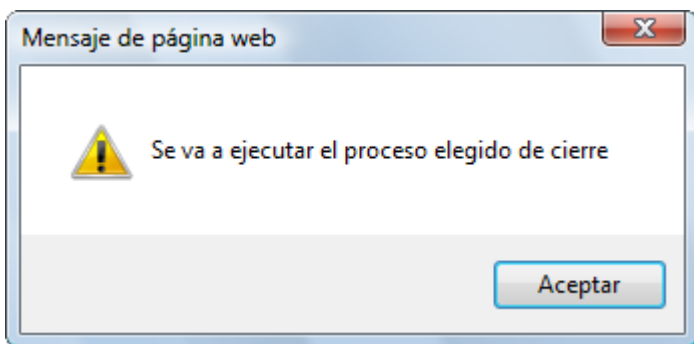 Mensaje de página web
Se va a ejecutar el proceso elegido de cierre
Aceptar